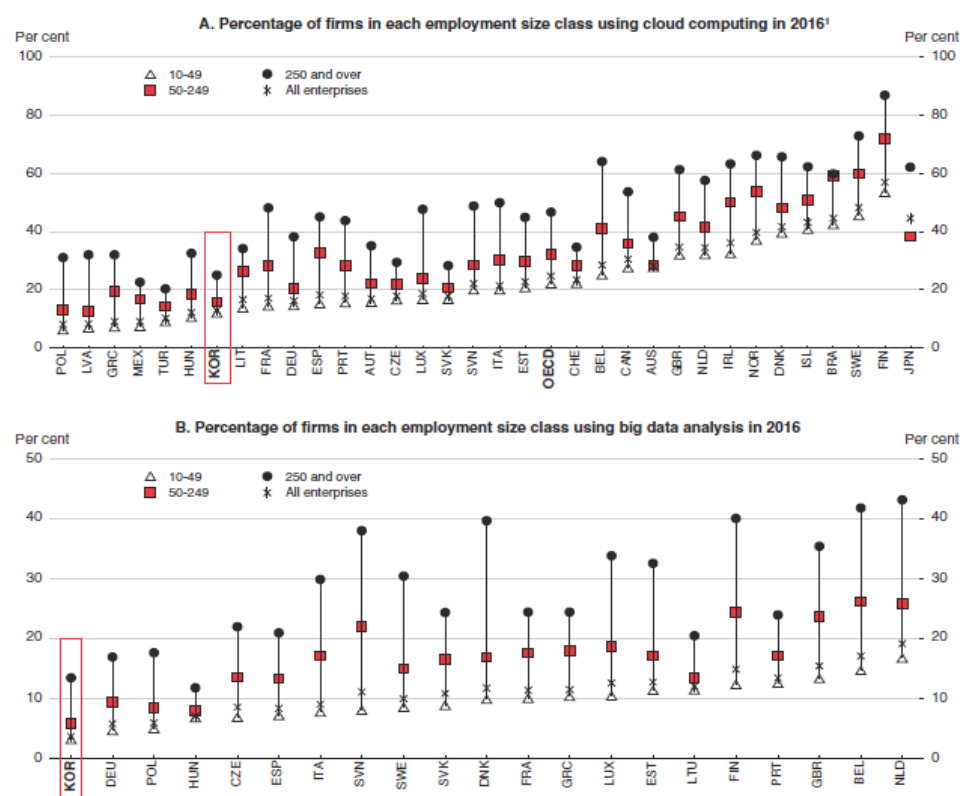 A. Percentage of firms in each employment size class using cloud computing in 2016¹
Per cent Per cent
100 100
10-49 250 and over
50-249 All enterprises
80 80
60 60
40 40
20 20
0 0
POL LVA GRC MEX TUR HUN KOR LIT FRA DEU ESP PRT AUT CZE LUX SVK SVN ITA EST OECD CHE BEL CAN AUS GBR NLD IRL NOR DNK ISL BRA SWE FIN JPN
B. Percentage of firms in each employment size class using big data analysis in 2016
Per cent Per cent
50 50
10-49 250 and over
50-249 All enterprises
40 40
30 30
20 20
10 10
0 0
KOR DEU POL HUN CZE ESP ITA SVN SWE SVK DNK FRA GRC LUX EST LTU FIN PRT GBR BEL NLD